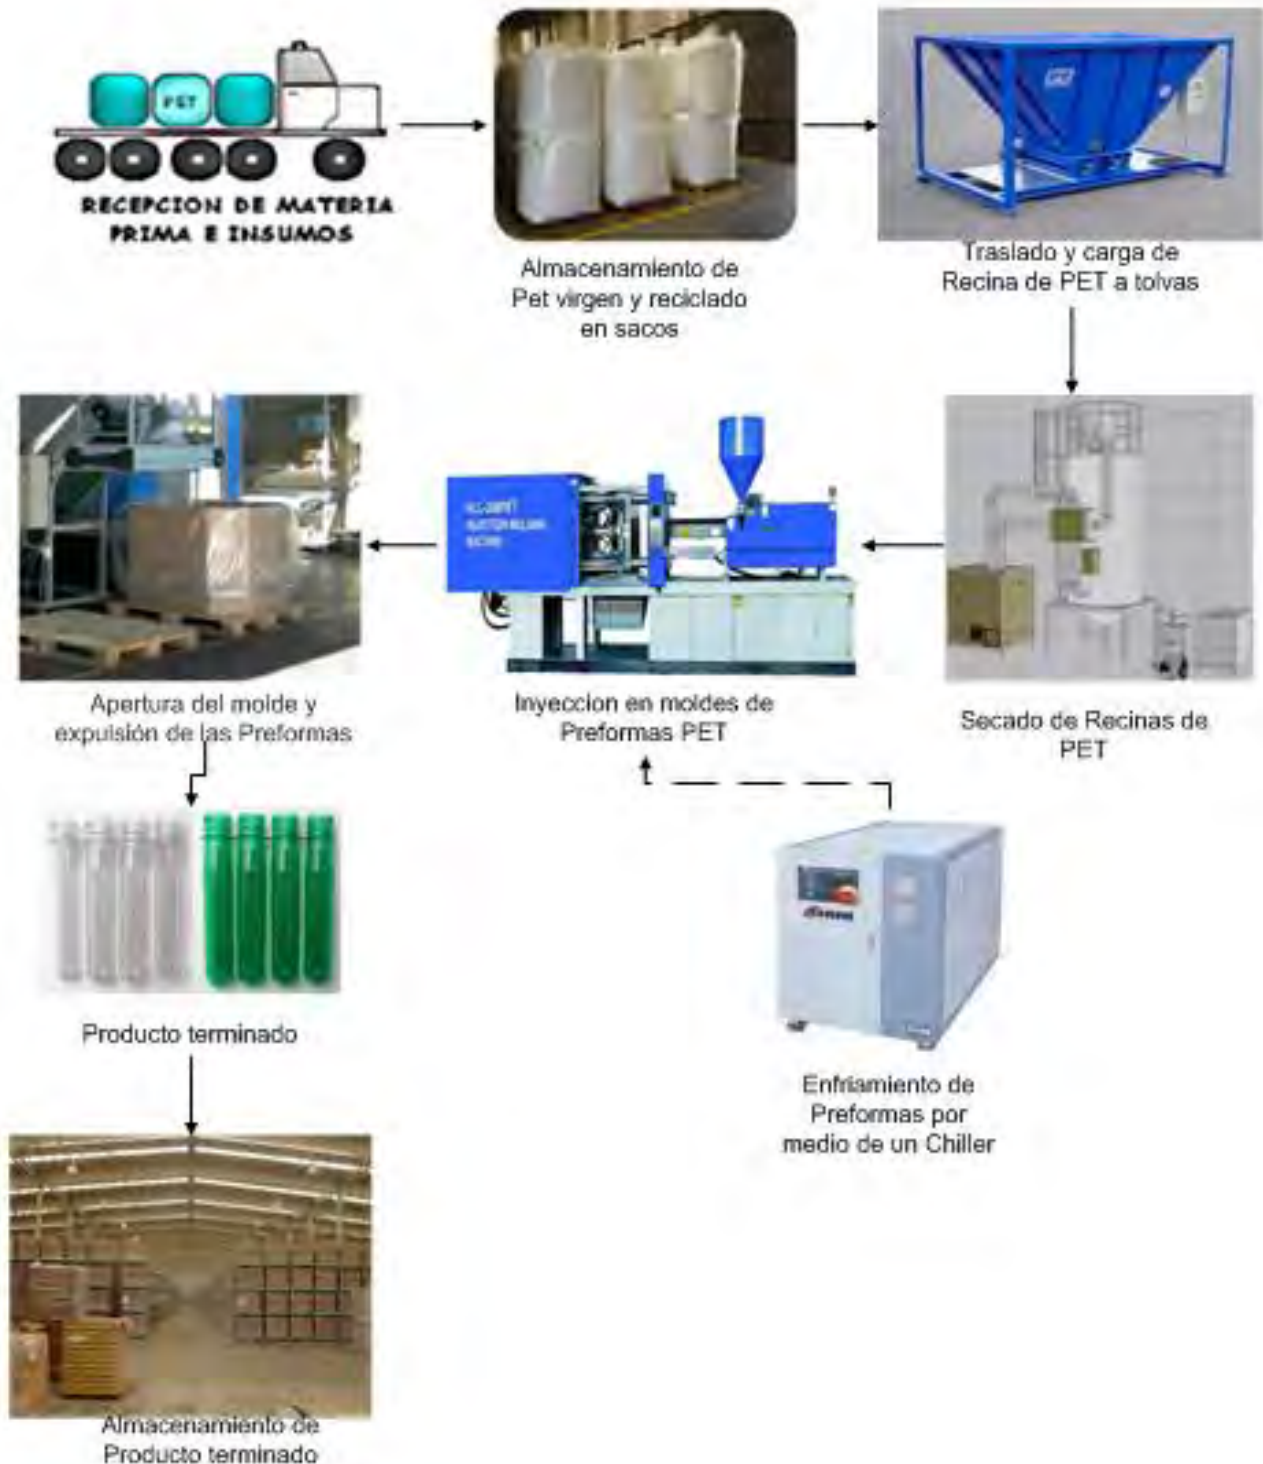 PET
RECEPCION DE MATERIA
PRIMA E INSUMOS
Almacenamiento de
Pet virgen y reciclado
en sacos
Traslado y carga de
Recina de PET a tolvas
Apertura del molde y
expulsión de las Preformas
Inyeccion en moldes de
Preformas PET
Secado de Recinas de
PET
Producto terminado
Enfriamiento de
Preformas por
medio de un Chiller
Almacenamiento de
Producto terminado